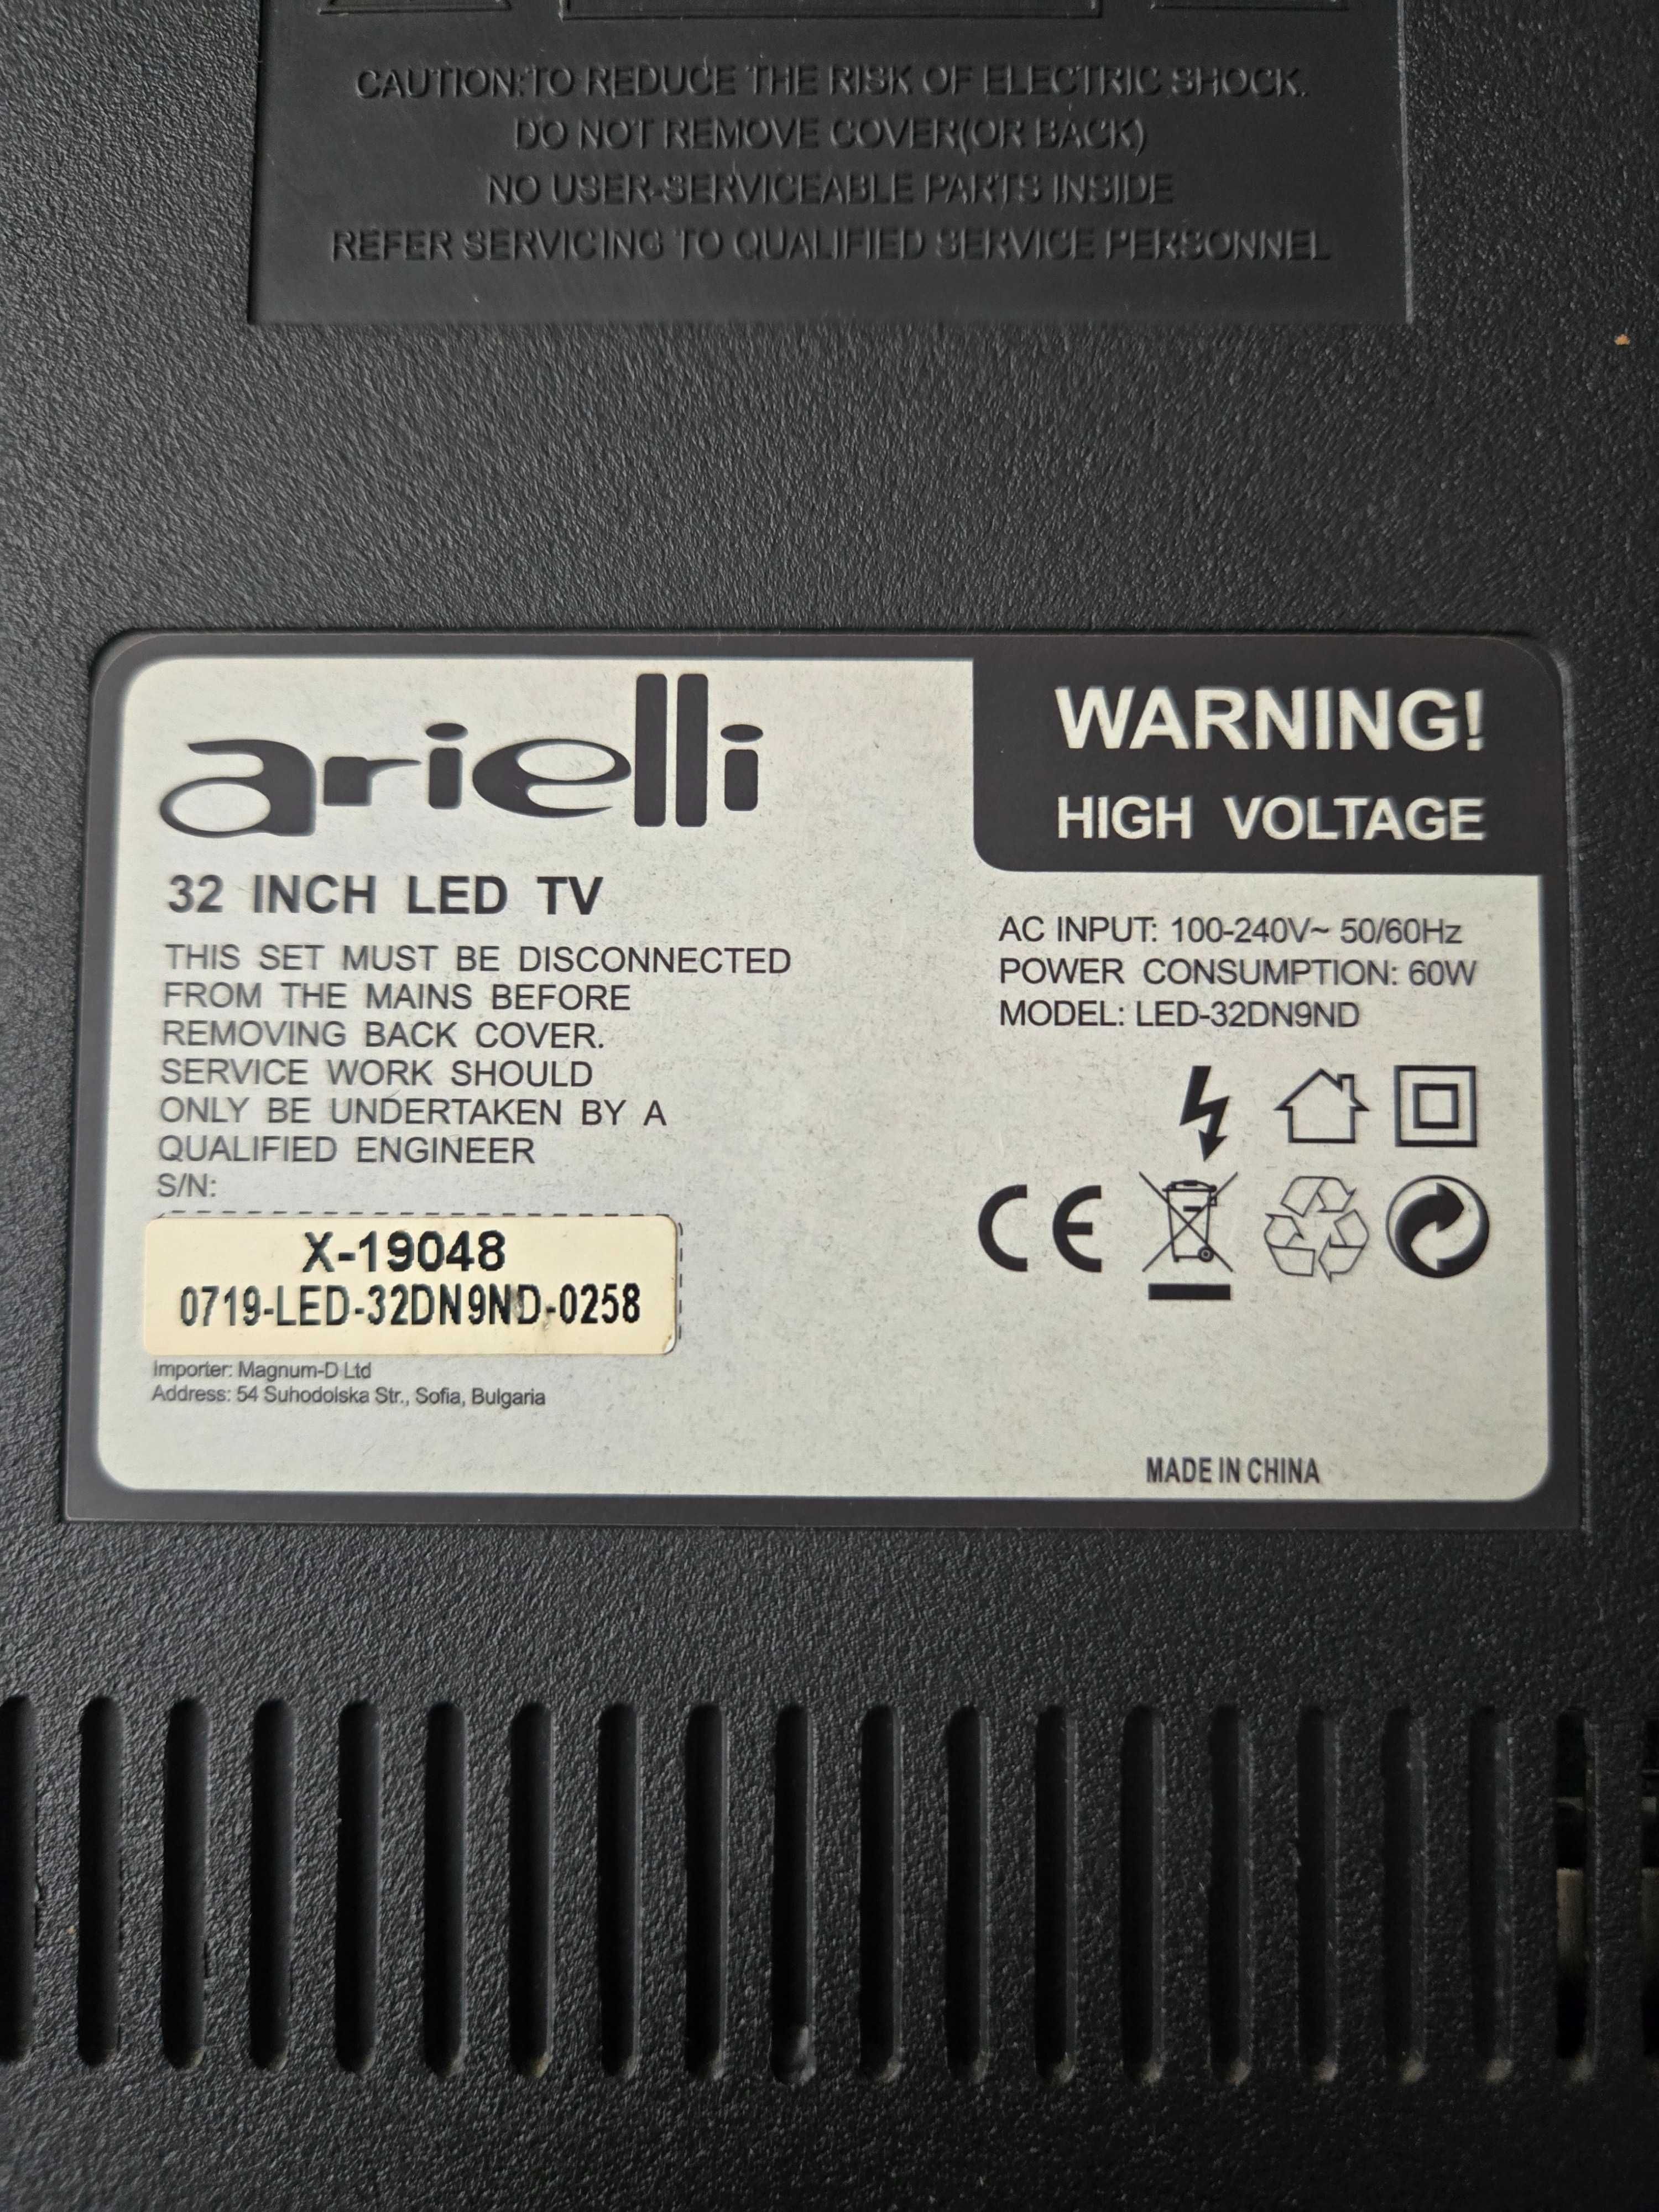 CAUTION:TO REDUCE THE RISK OF ELECTRIC SHOCK.
DO NOT REMOVE COVER(OR BACK)
NO USER-SERVICEABLE PARTS INSIDE
REFER SERVICING TO QUALIFIED SERVICE PERSONNEL
arielli
32 INCH LED TV
THIS SET MUST BE DISCONNECTED
FROM THE MAINS BEFORE
REMOVING BACK COVER.
SERVICE WORK SHOULD
ONLY BE UNDERTAKEN BY A
QUALIFIED ENGINEER
S/N:
X-19048
0719-LED-32DN9ND-0258
Importer: Magnum-D Ltd
Address: 54 Suhodolska Str., Sofia, Bulgaria
WARNING!
HIGH VOLTAGE
AC INPUT: 100-240V~ 50/60Hz
POWER CONSUMPTION: 60W
MODEL: LED-32DN9ND
CE
MADE IN CHINA